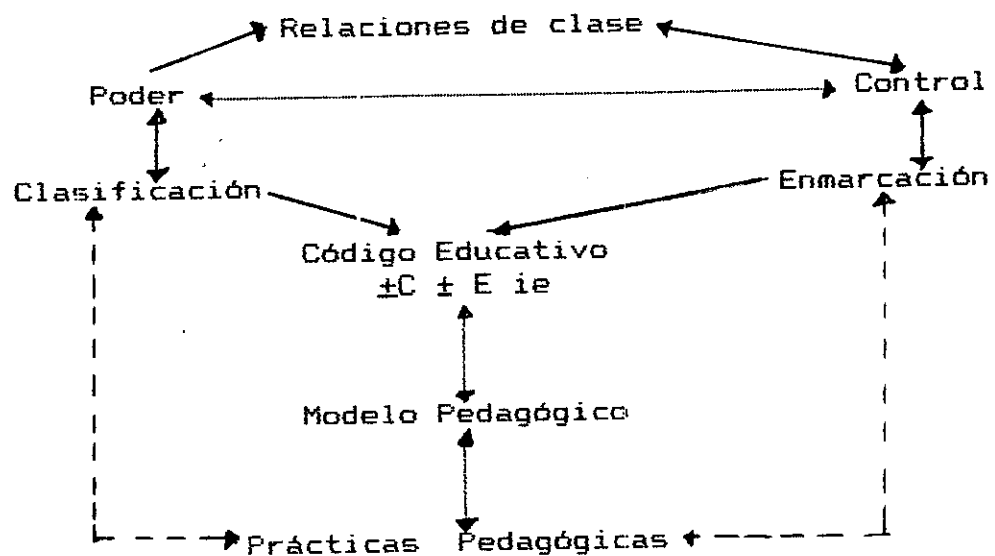 Relaciones de clase
Poder
Control
Clasificación
Enmarcación
Código Educativo
±C ± E ie
Modelo Pedagógico
Prácticas Pedagógicas